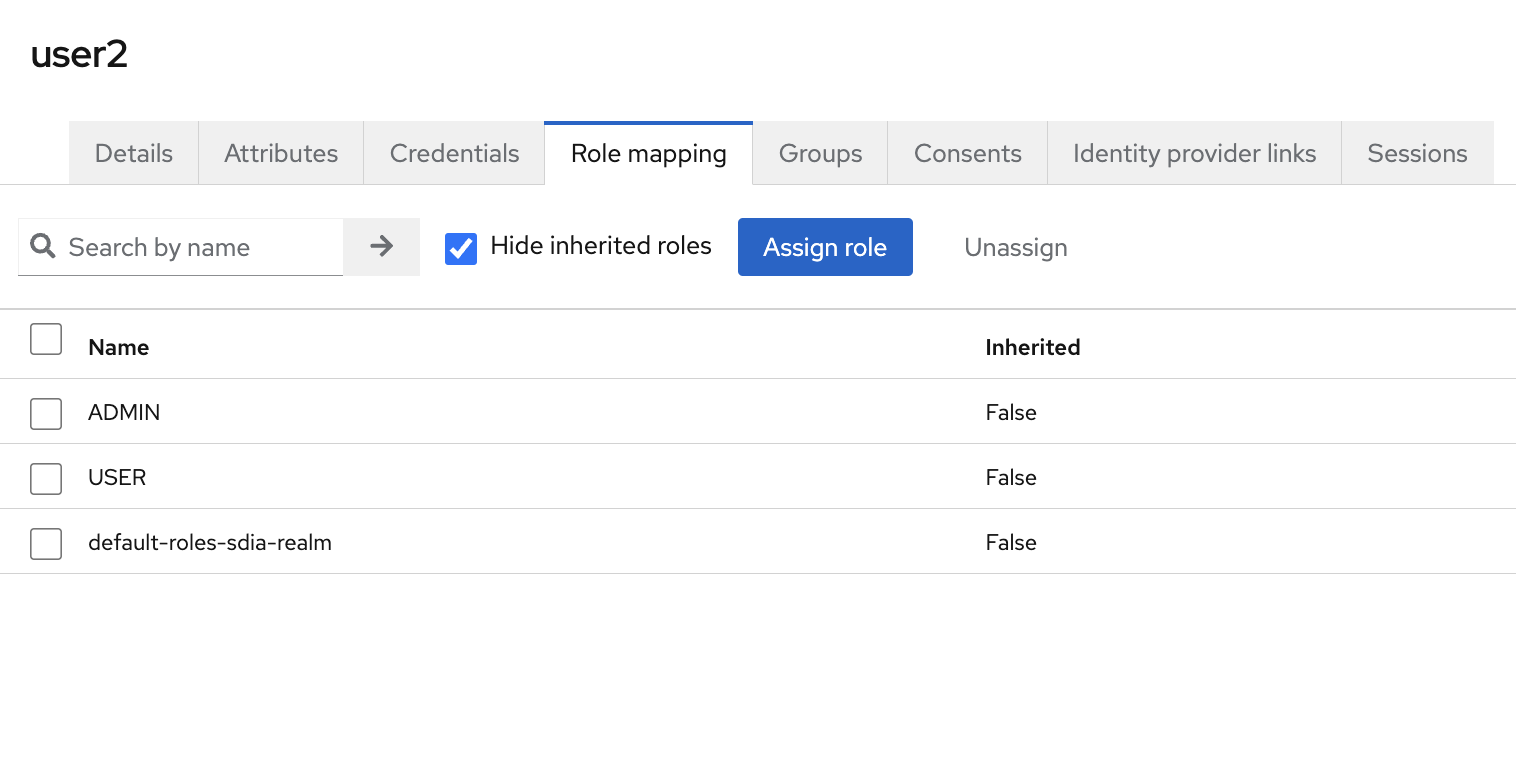 user2
Details Attributes Credentials Role mapping Groups Consents Identity provider links Sessions
Search by name Hide inherited roles Assign role Unassign
Name Inherited
ADMIN False
USER False
default-roles-sdia-realm False